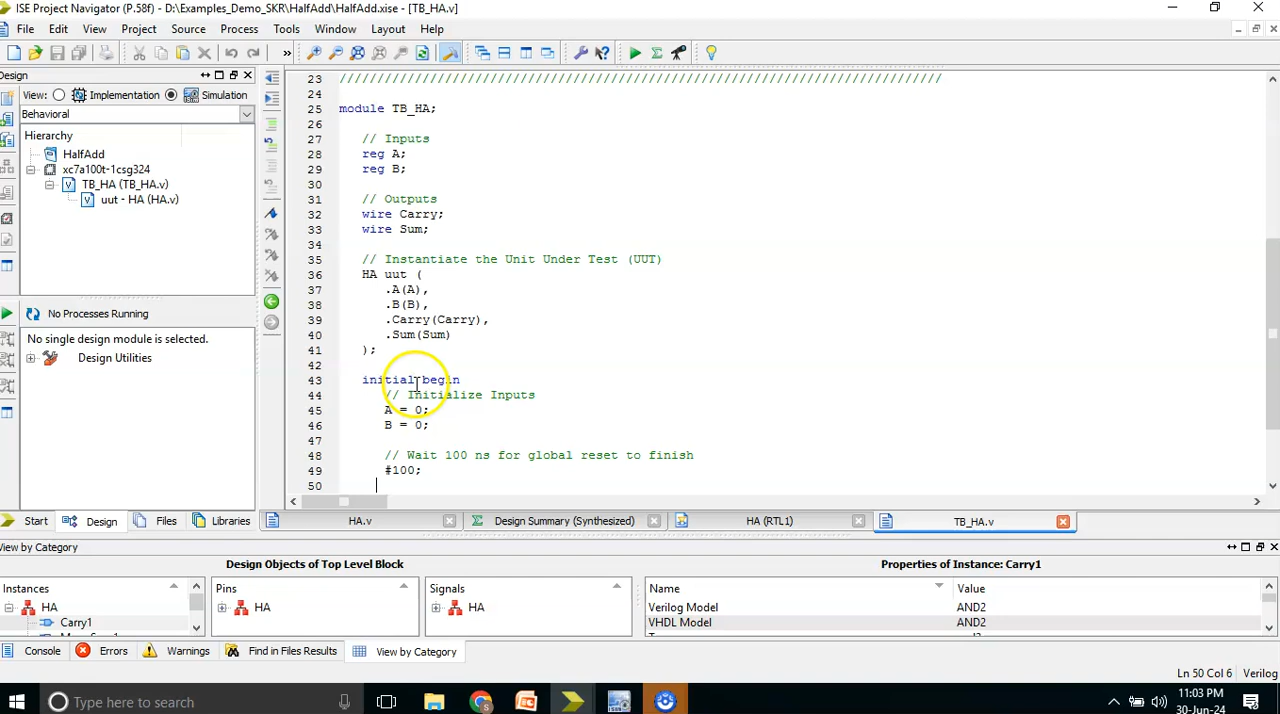 ISE Project Navigator (P.58f) - D:\Examples_Demo_SKR\HalfAdd\HalfAdd.xise - [TB_HA.v]
File Edit View Project Source Process Tools Window Layout Help
»
Design
View: Implementation Simulation
Behavioral
Hierarchy
HalfAdd
xc7a100t-1csg324
TB_HA (TB_HA.v)
uut - HA (HA.v)
No Processes Running
No single design module is selected.
Design Utilities
23 ////////////////////////////////////////////////////////////////////////////////
24
25 module TB_HA;
26
27 // Inputs
28 reg A;
29 reg B;
30
31 // Outputs
32 wire Carry;
33 wire Sum;
34
35 // Instantiate the Unit Under Test (UUT)
36 HA uut (
37 .A(A),
38 .B(B),
39 .Carry(Carry),
40 .Sum(Sum)
41 );
42
43 initial begin
44 // Initialize Inputs
45 A = 0;
46 B = 0;
47
48 // Wait 100 ns for global reset to finish
49 #100;
50
Start Design Files Libraries
HA.v Design Summary (Synthesized) HA (RTL1) TB_HA.v
View by Category
Design Objects of Top Level Block Properties of Instance: Carry1
Instances Pins Signals Name Value
HA HA HA Verilog Model AND2
Carry1 VHDL Model AND2
Console Errors Warnings Find in Files Results View by Category
Ln 50 Col 6 Verilog
Type here to search
11:03 PM
30-Jun-24